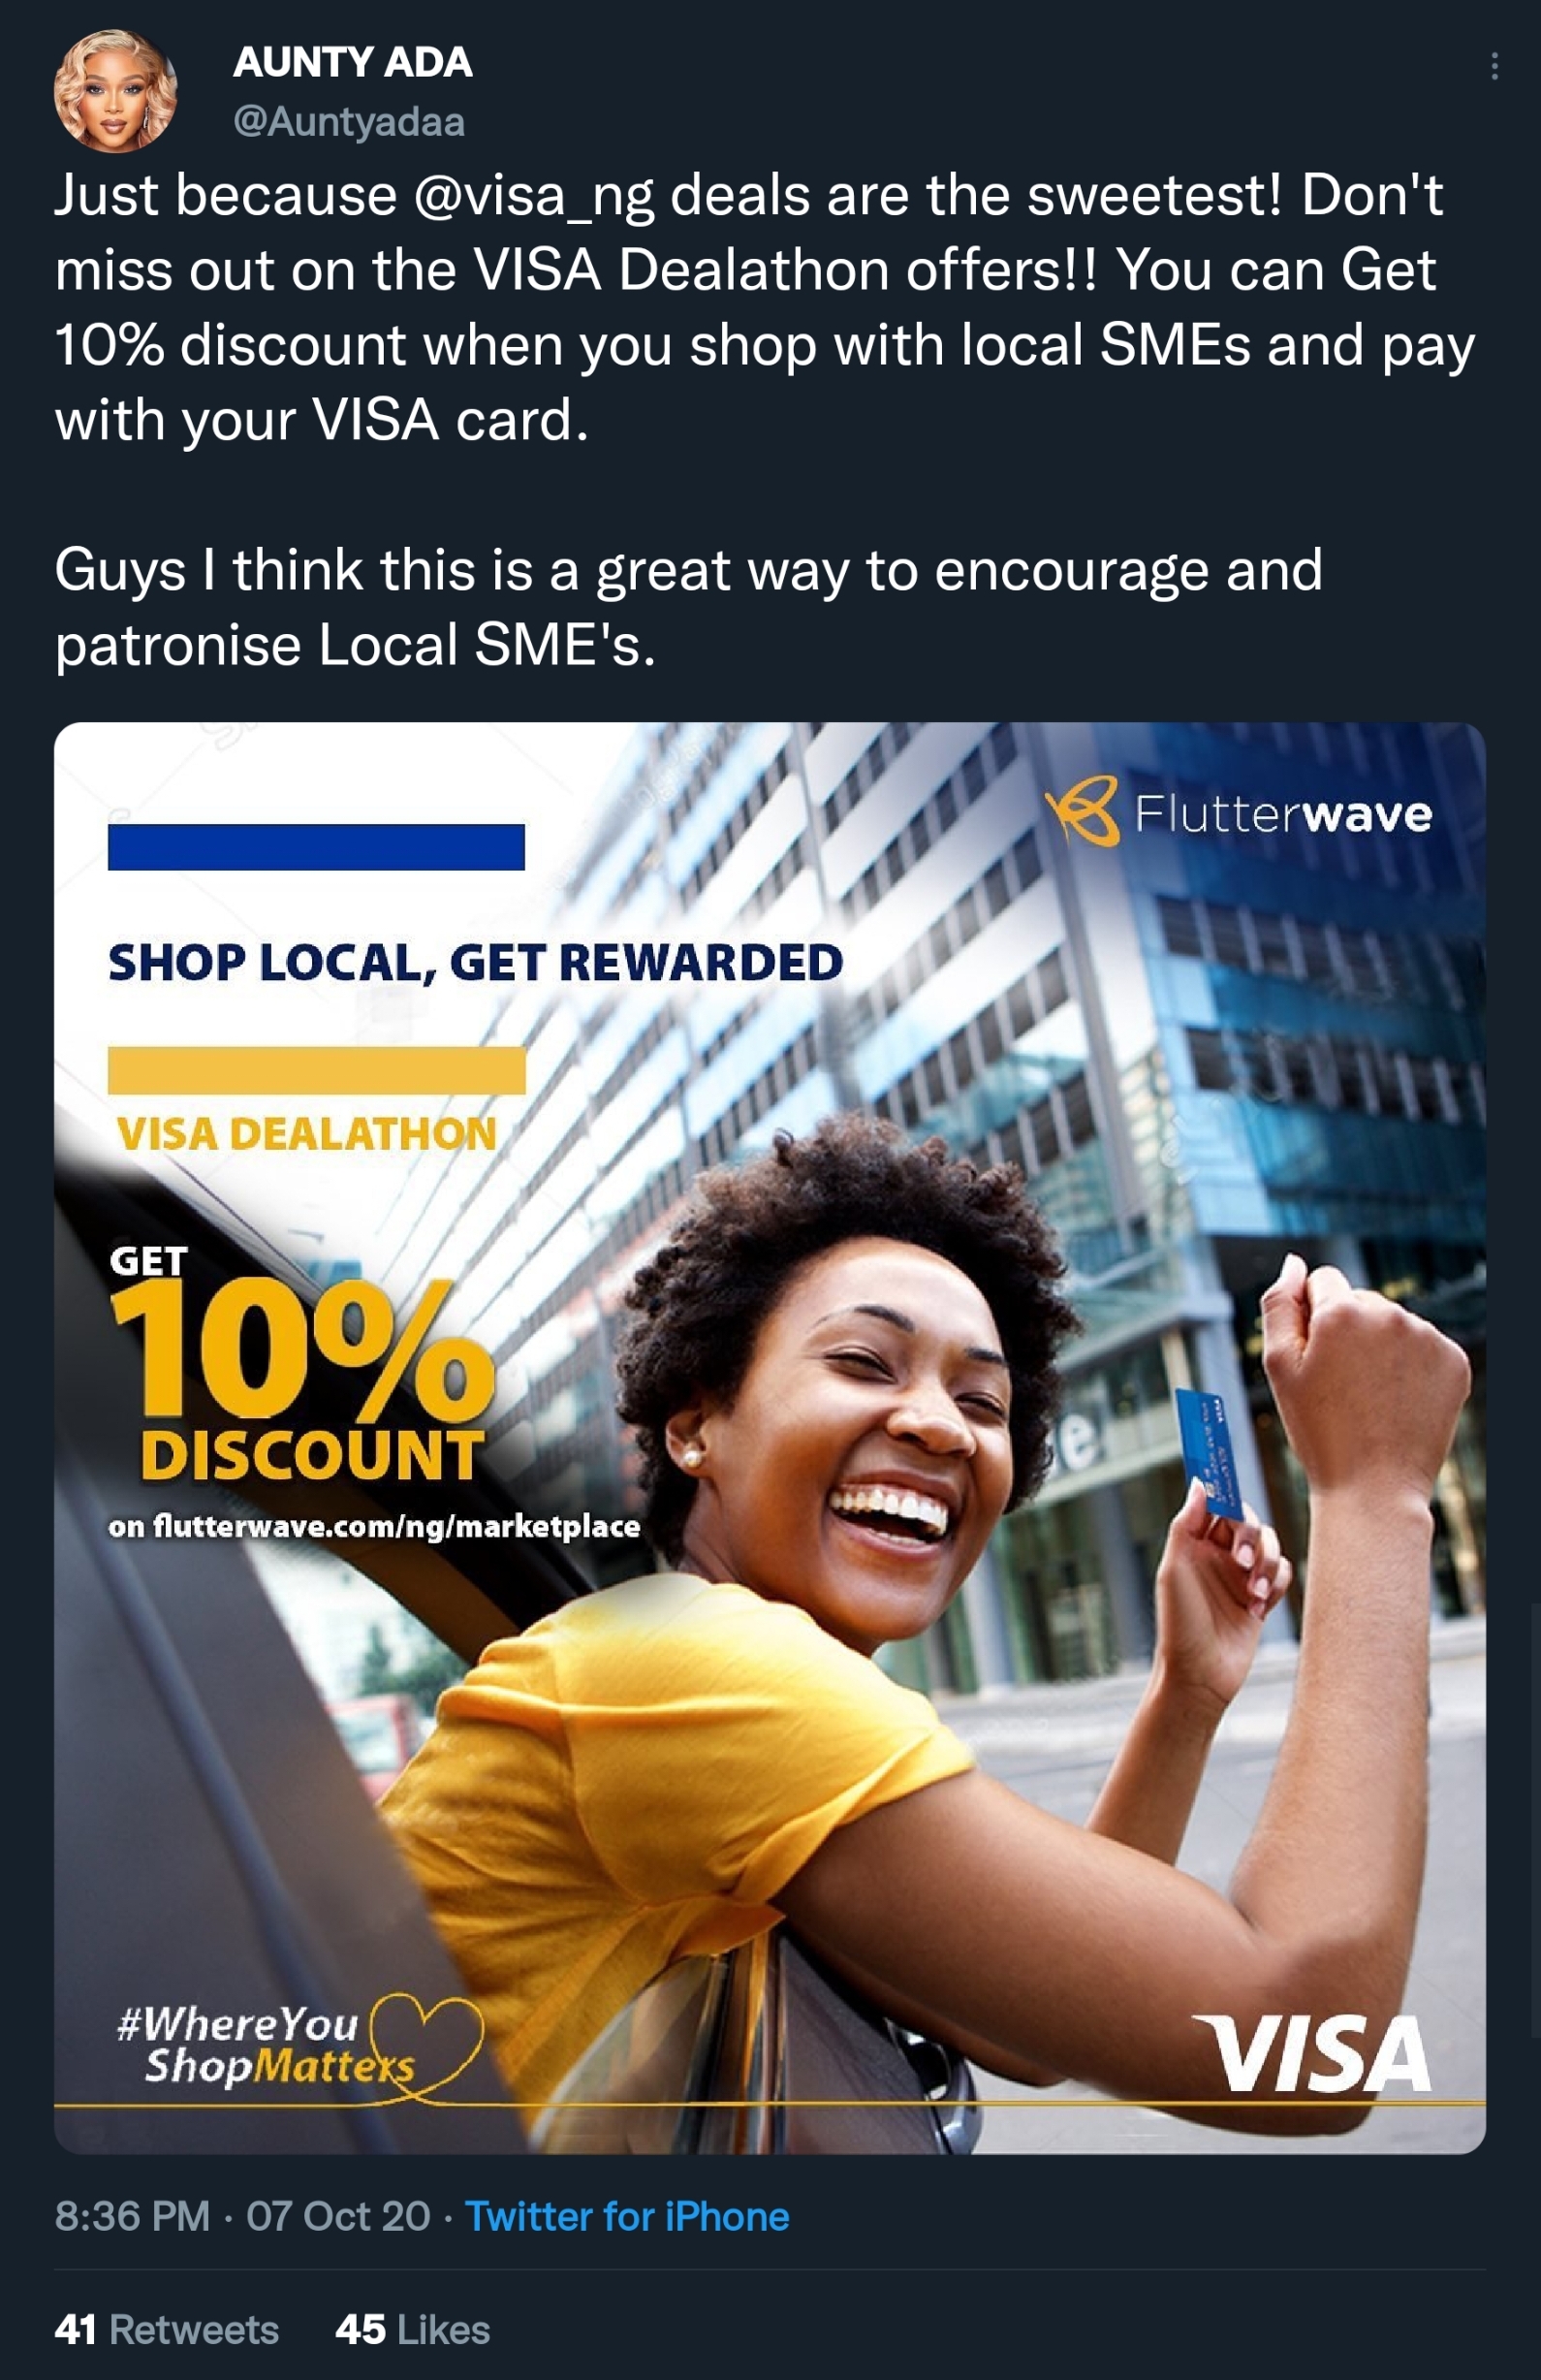 AUNTY ADA
@Auntyadaa
Just because @visa_ng deals are the sweetest! Don't
miss out on the VISA Dealathon offers!! You can Get
10% discount when you shop with local SMEs and pay
with your VISA card.
Guys I think this is a great way to encourage and
patronise Local SME's.
Flutterwave
SHOP LOCAL, GET REWARDED
VISA DEALATHON
GET
10%
DISCOUNT
on flutterwave.com/ng/marketplace
#WhereYou
ShopMatters
VISA
8:36 PM · 07 Oct 20 · Twitter for iPhone
41 Retweets 45 Likes